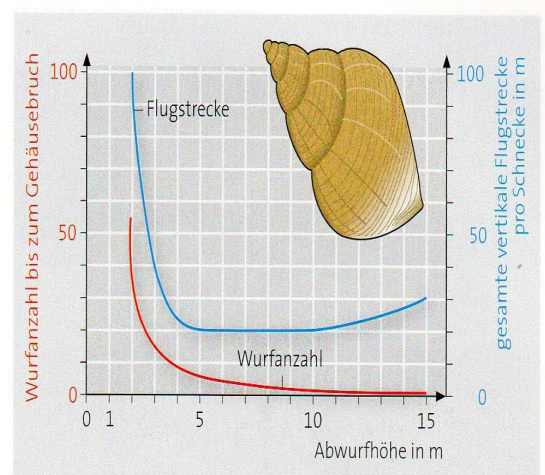 Wurfanzahl bis zum Gehäusebruch
100
50
0
Flugstrecke
Wurfanzahl
100
50
0
gesamte vertikale Flugstrecke
pro Schnecke in m
0 1 5 10 15
Abwurfhöhe in m